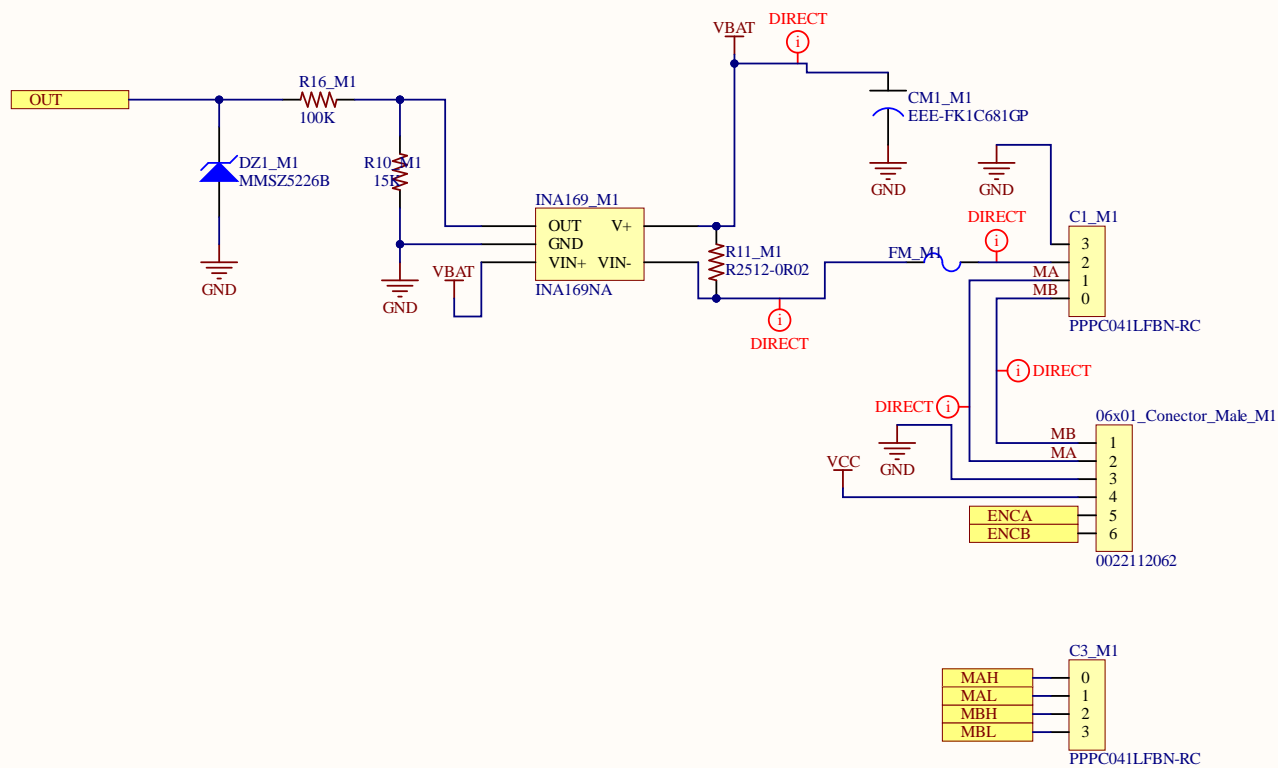 DIRECT
i
VBAT
OUT
R16_M1
100K
CM1_M1
EEE-FK1C681GP
GND
DZ1_M1
MMSZ5226B
GND
R10_M1
15K
GND
INA169_M1
OUT V+
GND
VIN+ VIN-
INA169NA
VBAT
R11_M1
R2512-0R02
i
DIRECT
FM_M1
GND
DIRECT
i
C1_M1
3
2
MA 1
MB 0
PPPC041LFBN-RC
i DIRECT
DIRECT i
06x01_Conector_Male_M1
GND
VCC
MB 1
MA 2
3
4
ENCA 5
ENCB 6
0022112062
C3_M1
MAH 0
MAL 1
MBH 2
MBL 3
PPPC041LFBN-RC